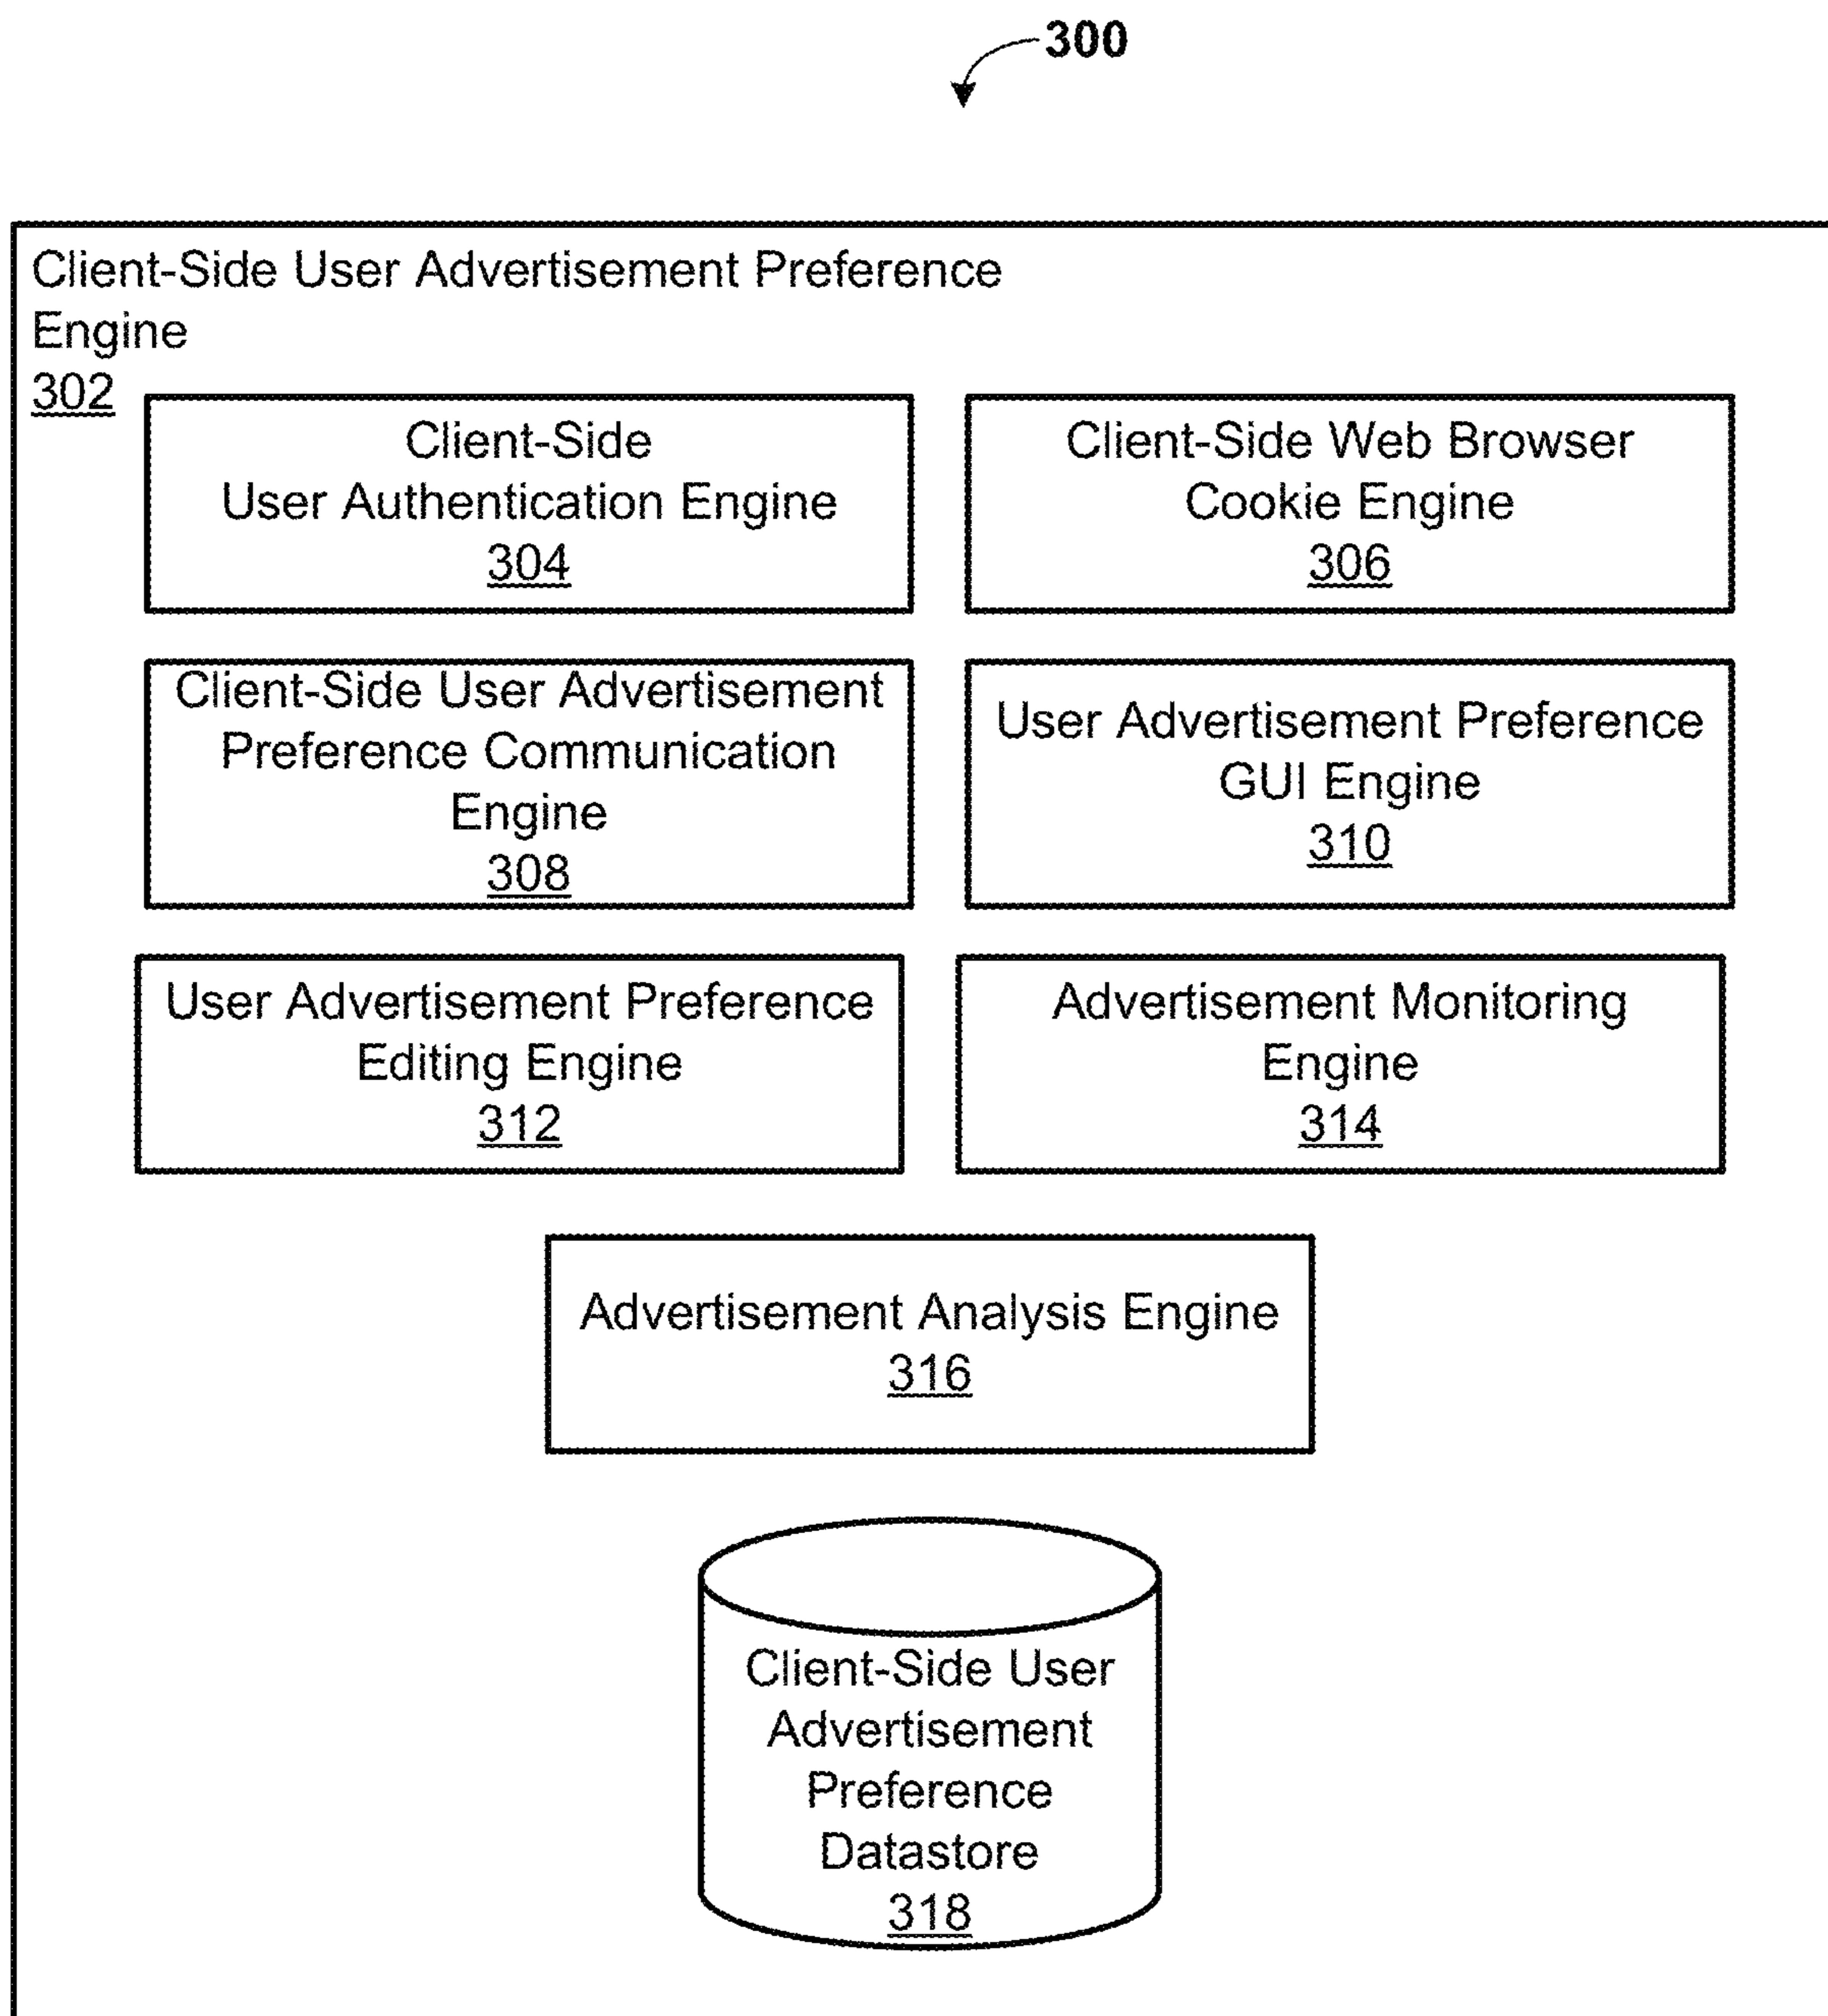 300
Client-Side User Advertisement Preference
Engine
302
Client-Side
User Authentication Engine
304
Client-Side Web Browser
Cookie Engine
306
Client-Side User Advertisement
Preference Communication
Engine
308
User Advertisement Preference
GUI Engine
310
User Advertisement Preference
Editing Engine
312
Advertisement Monitoring
Engine
314
Advertisement Analysis Engine
316
Client-Side User
Advertisement
Preference
Datastore
318